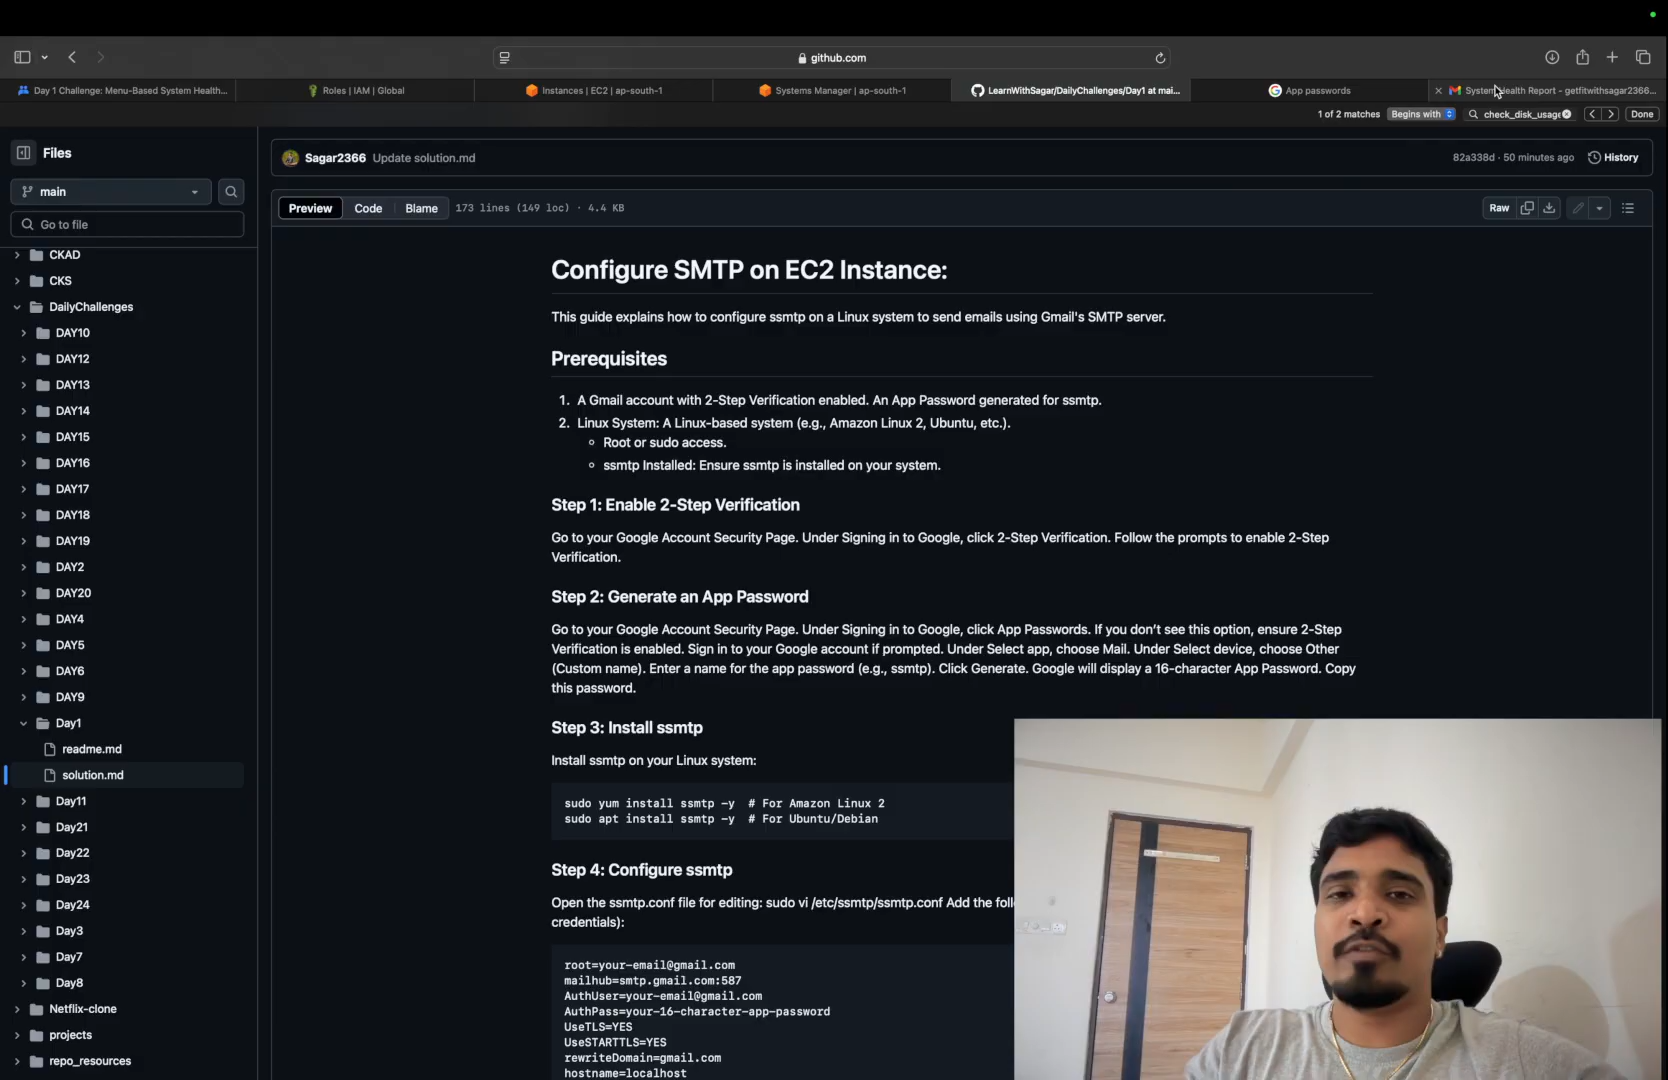 github.com
Day 1 Challenge: Menu-Based System Health...
Roles | IAM | Global
Instances | EC2 | ap-south-1
Systems Manager | ap-south-1
LearnWithSagar/DailyChallenges/Day1 at mai...
App passwords
System Health Report - getfitwithsagar2366...
1 of 2 matches
Begins with
check_disk_usage
Done
Files
main
Go to file
CKAD
CKS
DailyChallenges
DAY10
DAY12
DAY13
DAY14
DAY15
DAY16
DAY17
DAY18
DAY19
DAY2
DAY20
DAY4
DAY5
DAY6
DAY9
Day1
readme.md
solution.md
Day11
Day21
Day22
Day23
Day24
Day3
Day7
Day8
Netflix-clone
projects
repo_resources
Sagar2366 Update solution.md
82a338d · 50 minutes ago
History
Preview
Code
Blame
173 lines (149 loc) · 4.4 KB
Raw
Configure SMTP on EC2 Instance:
This guide explains how to configure ssmtp on a Linux system to send emails using Gmail's SMTP server.
Prerequisites
1. A Gmail account with 2-Step Verification enabled. An App Password generated for ssmtp.
2. Linux System: A Linux-based system (e.g., Amazon Linux 2, Ubuntu, etc.).
Root or sudo access.
ssmtp Installed: Ensure ssmtp is installed on your system.
Step 1: Enable 2-Step Verification
Go to your Google Account Security Page. Under Signing in to Google, click 2-Step Verification. Follow the prompts to enable 2-Step
Verification.
Step 2: Generate an App Password
Go to your Google Account Security Page. Under Signing in to Google, click App Passwords. If you don’t see this option, ensure 2-Step
Verification is enabled. Sign in to your Google account if prompted. Under Select app, choose Mail. Under Select device, choose Other
(Custom name). Enter a name for the app password (e.g., ssmtp). Click Generate. Google will display a 16-character App Password. Copy
this password.
Step 3: Install ssmtp
Install ssmtp on your Linux system:
sudo yum install ssmtp -y # For Amazon Linux 2
sudo apt install ssmtp -y # For Ubuntu/Debian
Step 4: Configure ssmtp
Open the ssmtp.conf file for editing: sudo vi /etc/ssmtp/ssmtp.conf Add the foll
credentials):
root=your-email@gmail.com
mailhub=smtp.gmail.com:587
AuthUser=your-email@gmail.com
AuthPass=your-16-character-app-password
UseTLS=YES
UseSTARTTLS=YES
rewriteDomain=gmail.com
hostname=localhost